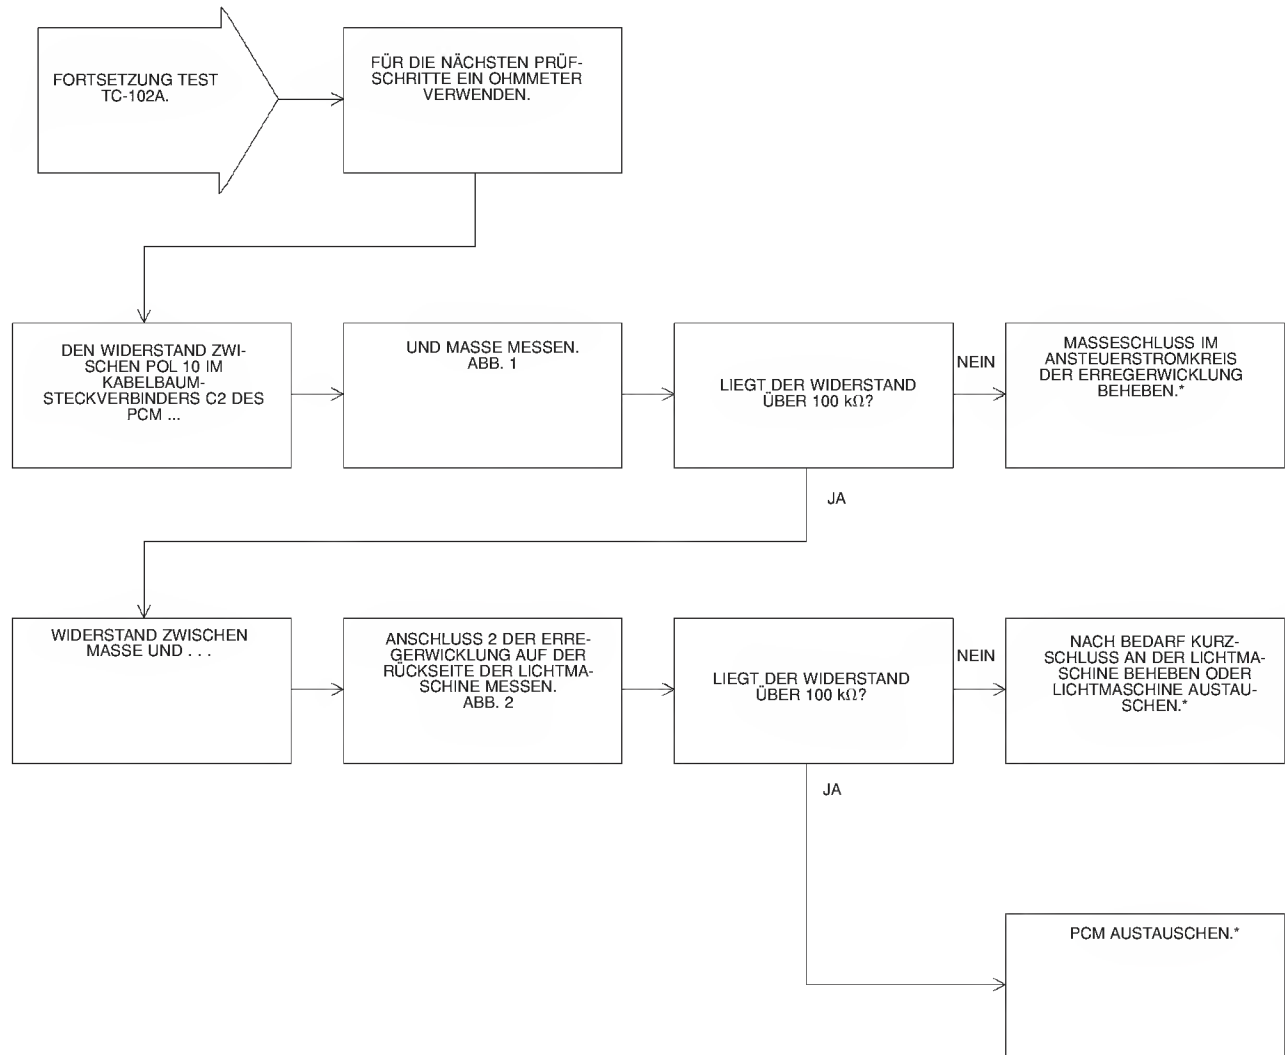 FORTSETZUNG TEST
TC-102A.
FÜR DIE NÄCHSTEN PRÜF-
SCHRITTE EIN OHMMETER
VERWENDEN.
DEN WIDERSTAND ZWI-
SCHEN POL 10 IM
KABELBAUM-
STECKVERBINDERS C2 DES
PCM ...
UND MASSE MESSEN.
ABB. 1
LIEGT DER WIDERSTAND
ÜBER 100 kΩ?
NEIN
MASSESCHLUSS IM
ANSTEUERSTROMKREIS
DER ERREGERWICKLUNG
BEHEBEN.*
JA
WIDERSTAND ZWISCHEN
MASSE UND . . .
ANSCHLUSS 2 DER ERRE-
GERWICKLUNG AUF DER
RÜCKSEITE DER LICHTMA-
SCHINE MESSEN.
ABB. 2
LIEGT DER WIDERSTAND
ÜBER 100 kΩ?
NEIN
NACH BEDARF KURZ-
SCHLUSS AN DER LICHTMA-
SCHINE BEHEBEN ODER
LICHTMASCHINE AUSTAU-
SCHEN.*
JA
PCM AUSTAUSCHEN.*